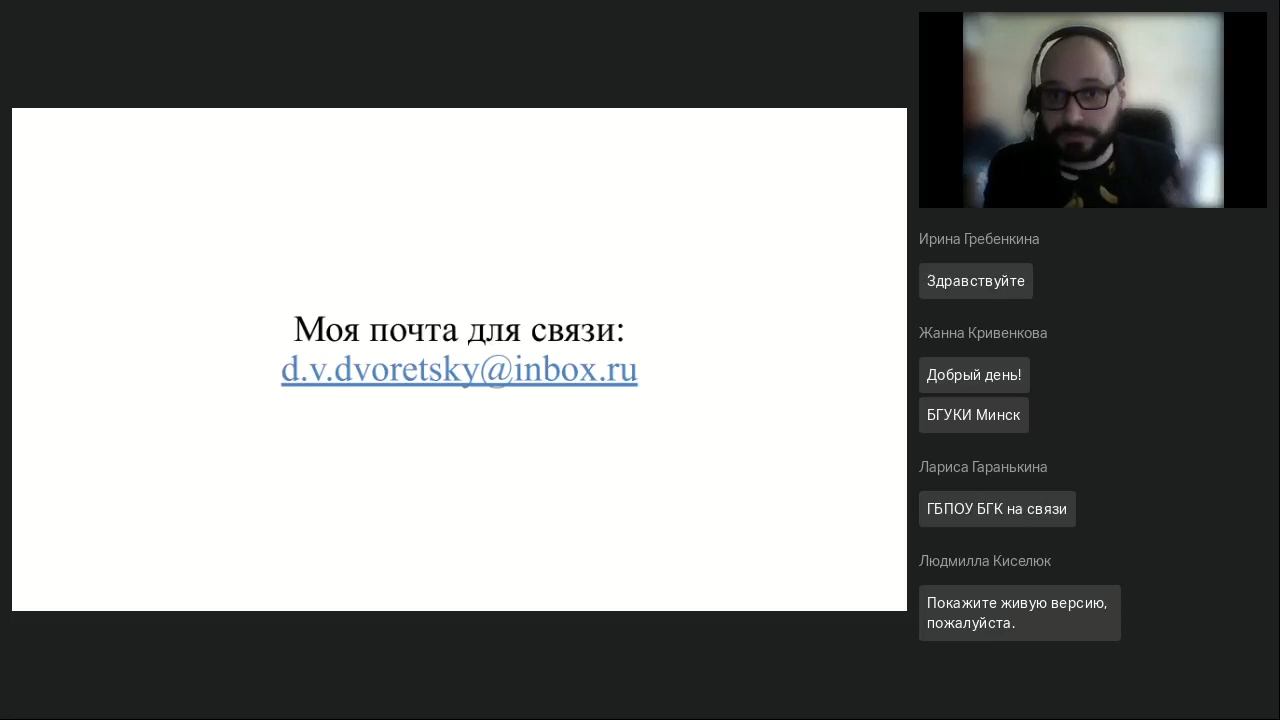 Моя почта для связи:
d.v.dvoretsky@inbox.ru
Ирина Гребенкина
Здравствуйте
Жанна Кривенкова
Добрый день!
БГУКИ Минск
Лариса Гаранькина
ГБПОУ БГК на связи
Людмилла Киселюк
Покажите живую версию,
пожалуйста.